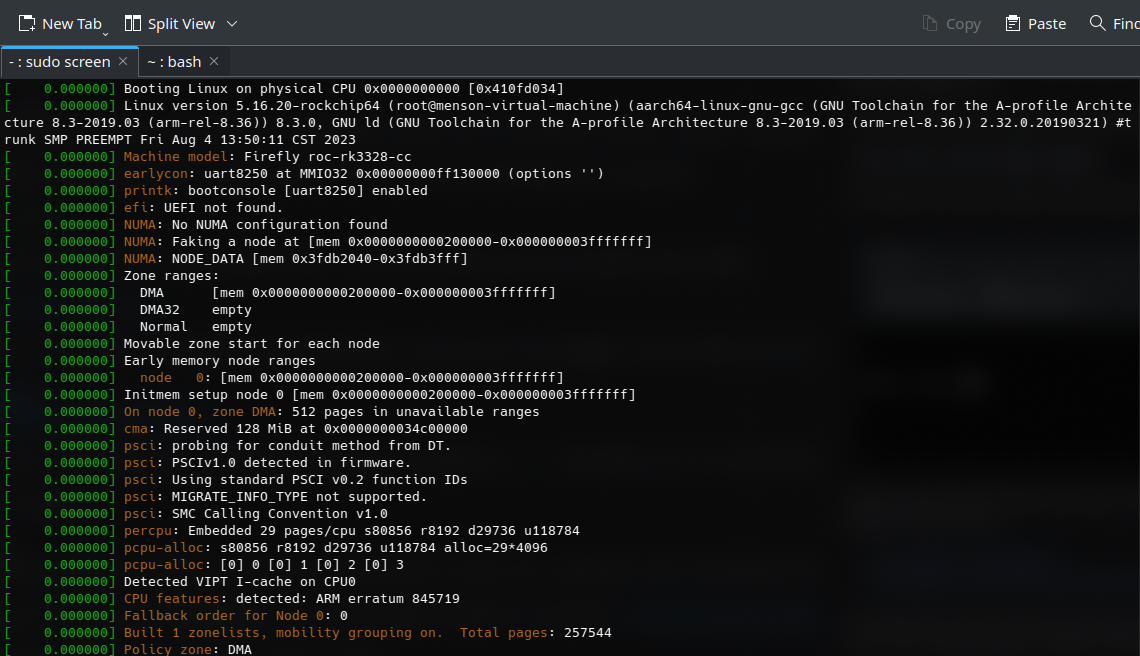 New Tab Split View Copy Paste Find
- : sudo screen ~ : bash
[    0.000000] Booting Linux on physical CPU 0x0000000000 [0x410fd034]
[    0.000000] Linux version 5.16.20-rockchip64 (root@menson-virtual-machine) (aarch64-linux-gnu-gcc (GNU Toolchain for the A-profile Archite
cture 8.3-2019.03 (arm-rel-8.36)) 8.3.0, GNU ld (GNU Toolchain for the A-profile Architecture 8.3-2019.03 (arm-rel-8.36)) 2.32.0.20190321) #t
runk SMP PREEMPT Fri Aug 4 13:50:11 CST 2023
[    0.000000] Machine model: Firefly roc-rk3328-cc
[    0.000000] earlycon: uart8250 at MMIO32 0x00000000ff130000 (options '')
[    0.000000] printk: bootconsole [uart8250] enabled
[    0.000000] efi: UEFI not found.
[    0.000000] NUMA: No NUMA configuration found
[    0.000000] NUMA: Faking a node at [mem 0x0000000000200000-0x000000003fffffff]
[    0.000000] NUMA: NODE_DATA [mem 0x3fdb2040-0x3fdb3fff]
[    0.000000] Zone ranges:
[    0.000000]   DMA      [mem 0x0000000000200000-0x000000003fffffff]
[    0.000000]   DMA32    empty
[    0.000000]   Normal   empty
[    0.000000] Movable zone start for each node
[    0.000000] Early memory node ranges
[    0.000000]   node   0: [mem 0x0000000000200000-0x000000003fffffff]
[    0.000000] Initmem setup node 0 [mem 0x0000000000200000-0x000000003fffffff]
[    0.000000] On node 0, zone DMA: 512 pages in unavailable ranges
[    0.000000] cma: Reserved 128 MiB at 0x0000000034c00000
[    0.000000] psci: probing for conduit method from DT.
[    0.000000] psci: PSCIv1.0 detected in firmware.
[    0.000000] psci: Using standard PSCI v0.2 function IDs
[    0.000000] psci: MIGRATE_INFO_TYPE not supported.
[    0.000000] psci: SMC Calling Convention v1.0
[    0.000000] percpu: Embedded 29 pages/cpu s80856 r8192 d29736 u118784
[    0.000000] pcpu-alloc: s80856 r8192 d29736 u118784 alloc=29*4096
[    0.000000] pcpu-alloc: [0] 0 [0] 1 [0] 2 [0] 3
[    0.000000] Detected VIPT I-cache on CPU0
[    0.000000] CPU features: detected: ARM erratum 845719
[    0.000000] Fallback order for Node 0: 0
[    0.000000] Built 1 zonelists, mobility grouping on.  Total pages: 257544
[    0.000000] Policy zone: DMA